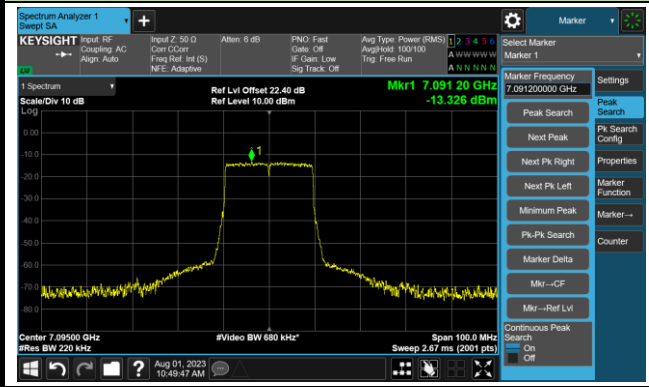 Spectrum Analyzer 1
Swept SA
+
Marker
KEYSIGHT
Input: RF
Coupling: AC
Align: Auto
Input Z: 50 Ω
Corr CCorr
Freq Ref: Int (S)
NFE: Adaptive
Atten: 6 dB
PNO: Fast
Gate: Off
IF Gain: Low
Sig Track: Off
Avg Type: Power (RMS)
Avg|Hold: 100/100
Trig: Free Run
1 2 3 4 5 6
A W W W W W
A N N N N N
Select Marker
Marker 1
1 Spectrum
Scale/Div 10 dB
Log
Ref Lvl Offset 22.40 dB
Ref Level 10.00 dBm
Mkr1 7.091 20 GHz
-13.326 dBm
0.00
-10.0
-20.0
-30.0
-40.0
-50.0
-60.0
-70.0
-80.0
1
Center 7.09500 GHz
#Res BW 220 kHz
#Video BW 680 kHz*
Span 100.0 MHz
Sweep 2.67 ms (2001 pts)
Marker Frequency
7.091200000 GHz
Peak Search
Next Peak
Next Pk Right
Next Pk Left
Minimum Peak
Pk-Pk Search
Marker Delta
Mkr→CF
Mkr→Ref Lvl
Continuous Peak
Search
On
Off
Settings
Peak
Search
Pk Search
Config
Properties
Marker
Function
Marker→
Counter
?
Aug 01, 2023
10:49:47 AM